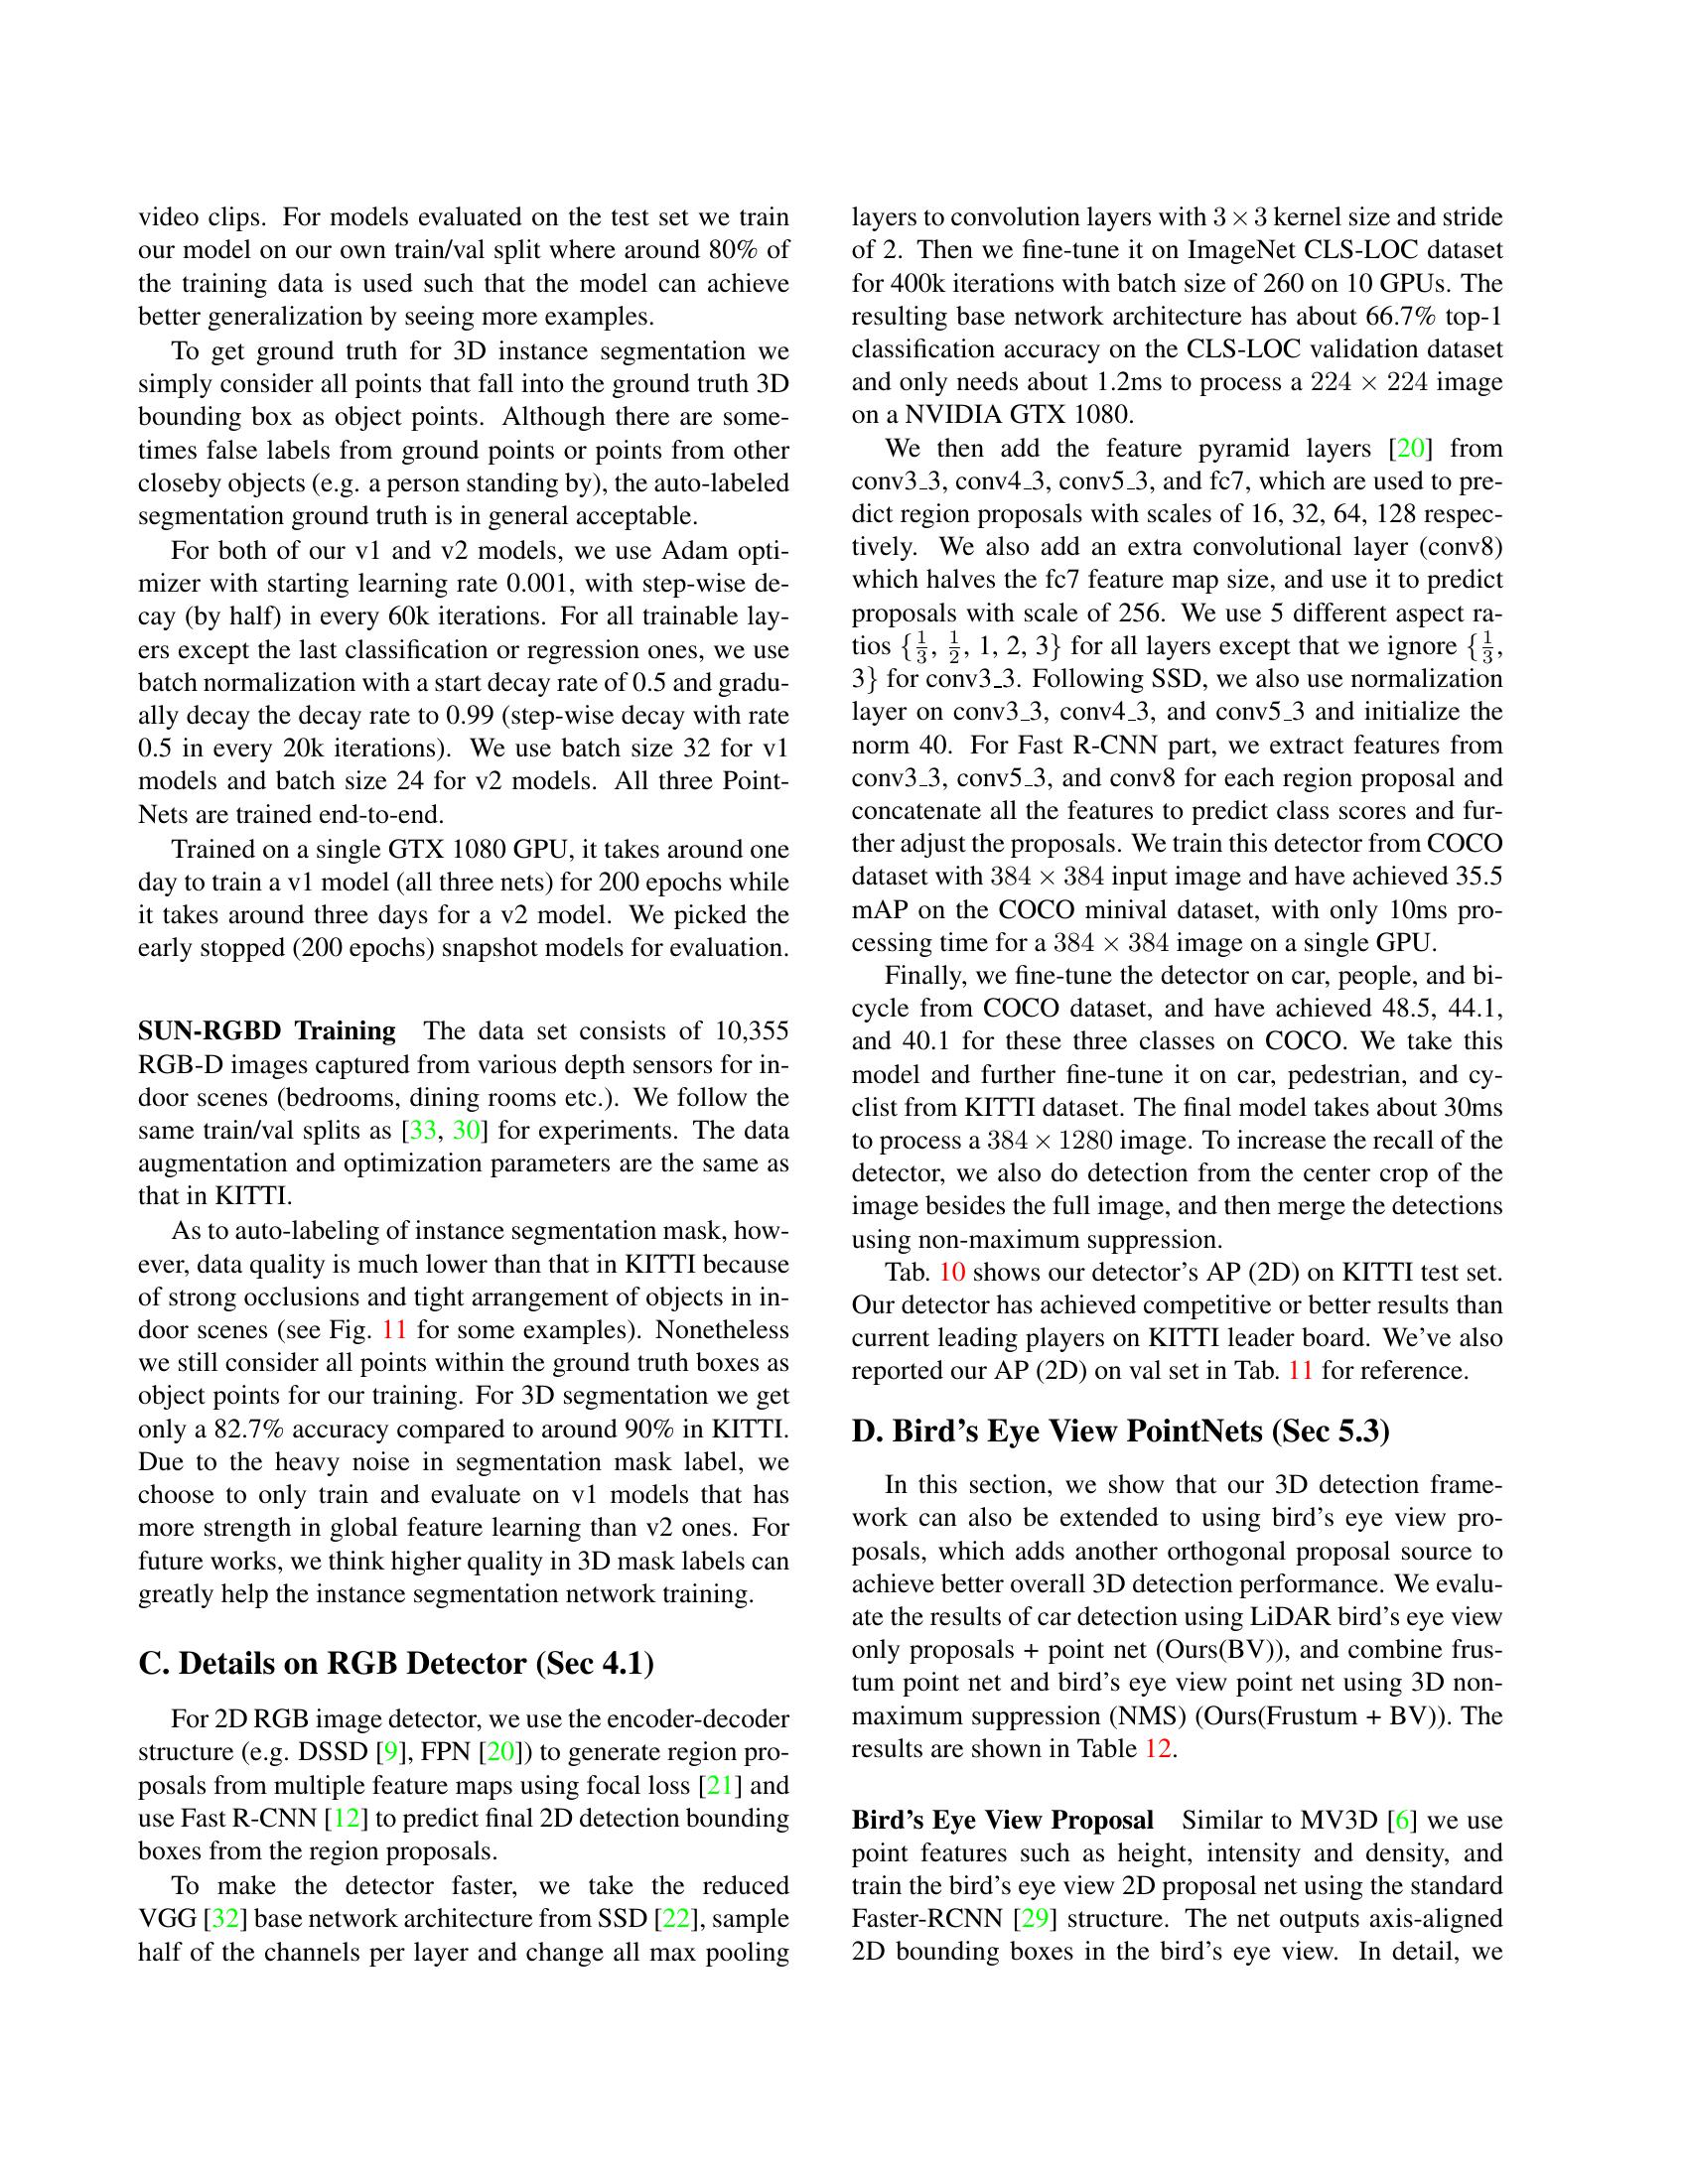 video clips. For models evaluated on the test set we train
our model on our own train/val split where around 80% of
the training data is used such that the model can achieve
better generalization by seeing more examples.
To get ground truth for 3D instance segmentation we
simply consider all points that fall into the ground truth 3D
bounding box as object points. Although there are some-
times false labels from ground points or points from other
closeby objects (e.g. a person standing by), the auto-labeled
segmentation ground truth is in general acceptable.
For both of our v1 and v2 models, we use Adam opti-
mizer with starting learning rate 0.001, with step-wise de-
cay (by half) in every 60k iterations. For all trainable lay-
ers except the last classification or regression ones, we use
batch normalization with a start decay rate of 0.5 and gradu-
ally decay the decay rate to 0.99 (step-wise decay with rate
0.5 in every 20k iterations). We use batch size 32 for v1
models and batch size 24 for v2 models. All three Point-
Nets are trained end-to-end.
Trained on a single GTX 1080 GPU, it takes around one
day to train a v1 model (all three nets) for 200 epochs while
it takes around three days for a v2 model. We picked the
early stopped (200 epochs) snapshot models for evaluation.
SUN-RGBD Training The data set consists of 10,355
RGB-D images captured from various depth sensors for in-
door scenes (bedrooms, dining rooms etc.). We follow the
same train/val splits as [33, 30] for experiments. The data
augmentation and optimization parameters are the same as
that in KITTI.
As to auto-labeling of instance segmentation mask, how-
ever, data quality is much lower than that in KITTI because
of strong occlusions and tight arrangement of objects in in-
door scenes (see Fig. 11 for some examples). Nonetheless
we still consider all points within the ground truth boxes as
object points for our training. For 3D segmentation we get
only a 82.7% accuracy compared to around 90% in KITTI.
Due to the heavy noise in segmentation mask label, we
choose to only train and evaluate on v1 models that has
more strength in global feature learning than v2 ones. For
future works, we think higher quality in 3D mask labels can
greatly help the instance segmentation network training.
C. Details on RGB Detector (Sec 4.1)
For 2D RGB image detector, we use the encoder-decoder
structure (e.g. DSSD [9], FPN [20]) to generate region pro-
posals from multiple feature maps using focal loss [21] and
use Fast R-CNN [12] to predict final 2D detection bounding
boxes from the region proposals.
To make the detector faster, we take the reduced
VGG [32] base network architecture from SSD [22], sample
half of the channels per layer and change all max pooling
layers to convolution layers with 3 × 3 kernel size and stride
of 2. Then we fine-tune it on ImageNet CLS-LOC dataset
for 400k iterations with batch size of 260 on 10 GPUs. The
resulting base network architecture has about 66.7% top-1
classification accuracy on the CLS-LOC validation dataset
and only needs about 1.2ms to process a 224 × 224 image
on a NVIDIA GTX 1080.
We then add the feature pyramid layers [20] from
conv3_3, conv4_3, conv5_3, and fc7, which are used to pre-
dict region proposals with scales of 16, 32, 64, 128 respec-
tively. We also add an extra convolutional layer (conv8)
which halves the fc7 feature map size, and use it to predict
proposals with scale of 256. We use 5 different aspect ra-
tios {1/3, 1/2, 1, 2, 3} for all layers except that we ignore {1/3,
3} for conv3_3. Following SSD, we also use normalization
layer on conv3_3, conv4_3, and conv5_3 and initialize the
norm 40. For Fast R-CNN part, we extract features from
conv3_3, conv5_3, and conv8 for each region proposal and
concatenate all the features to predict class scores and fur-
ther adjust the proposals. We train this detector from COCO
dataset with 384 × 384 input image and have achieved 35.5
mAP on the COCO minival dataset, with only 10ms pro-
cessing time for a 384 × 384 image on a single GPU.
Finally, we fine-tune the detector on car, people, and bi-
cycle from COCO dataset, and have achieved 48.5, 44.1,
and 40.1 for these three classes on COCO. We take this
model and further fine-tune it on car, pedestrian, and cy-
clist from KITTI dataset. The final model takes about 30ms
to process a 384 × 1280 image. To increase the recall of the
detector, we also do detection from the center crop of the
image besides the full image, and then merge the detections
using non-maximum suppression.
Tab. 10 shows our detector's AP (2D) on KITTI test set.
Our detector has achieved competitive or better results than
current leading players on KITTI leader board. We've also
reported our AP (2D) on val set in Tab. 11 for reference.
D. Bird's Eye View PointNets (Sec 5.3)
In this section, we show that our 3D detection frame-
work can also be extended to using bird's eye view pro-
posals, which adds another orthogonal proposal source to
achieve better overall 3D detection performance. We evalu-
ate the results of car detection using LiDAR bird's eye view
only proposals + point net (Ours(BV)), and combine frus-
tum point net and bird's eye view point net using 3D non-
maximum suppression (NMS) (Ours(Frustum + BV)). The
results are shown in Table 12.
Bird's Eye View Proposal Similar to MV3D [6] we use
point features such as height, intensity and density, and
train the bird's eye view 2D proposal net using the standard
Faster-RCNN [29] structure. The net outputs axis-aligned
2D bounding boxes in the bird's eye view. In detail, we